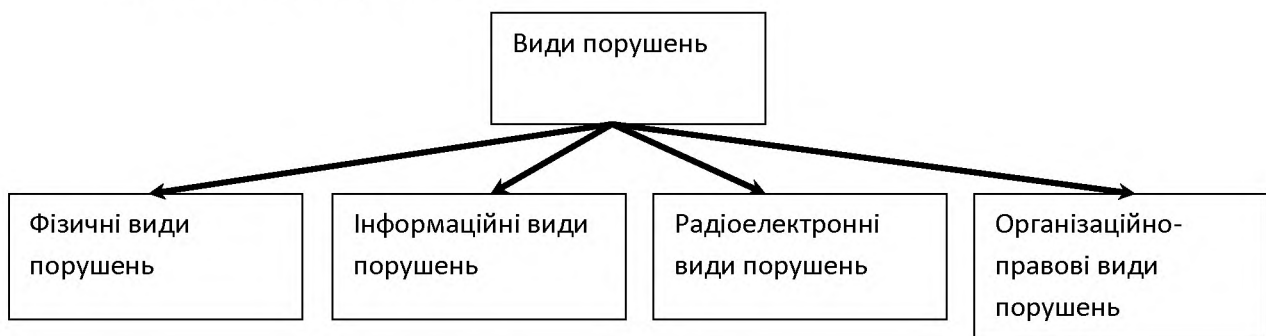 Види порушень
Фізичні види
порушень
Інформаційні види
порушень
Радіоелектронні
види порушень
Організаційно-
правові види
порушень